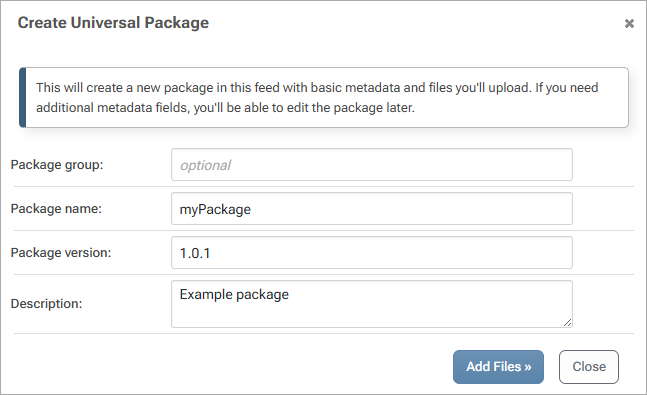 Create Universal Package
×
This will create a new package in this feed with basic metadata and files you'll upload. If you need
additional metadata fields, you'll be able to edit the package later.
Package group: optional
Package name: myPackage
Package version: 1.0.1
Description: Example package
Add Files » Close